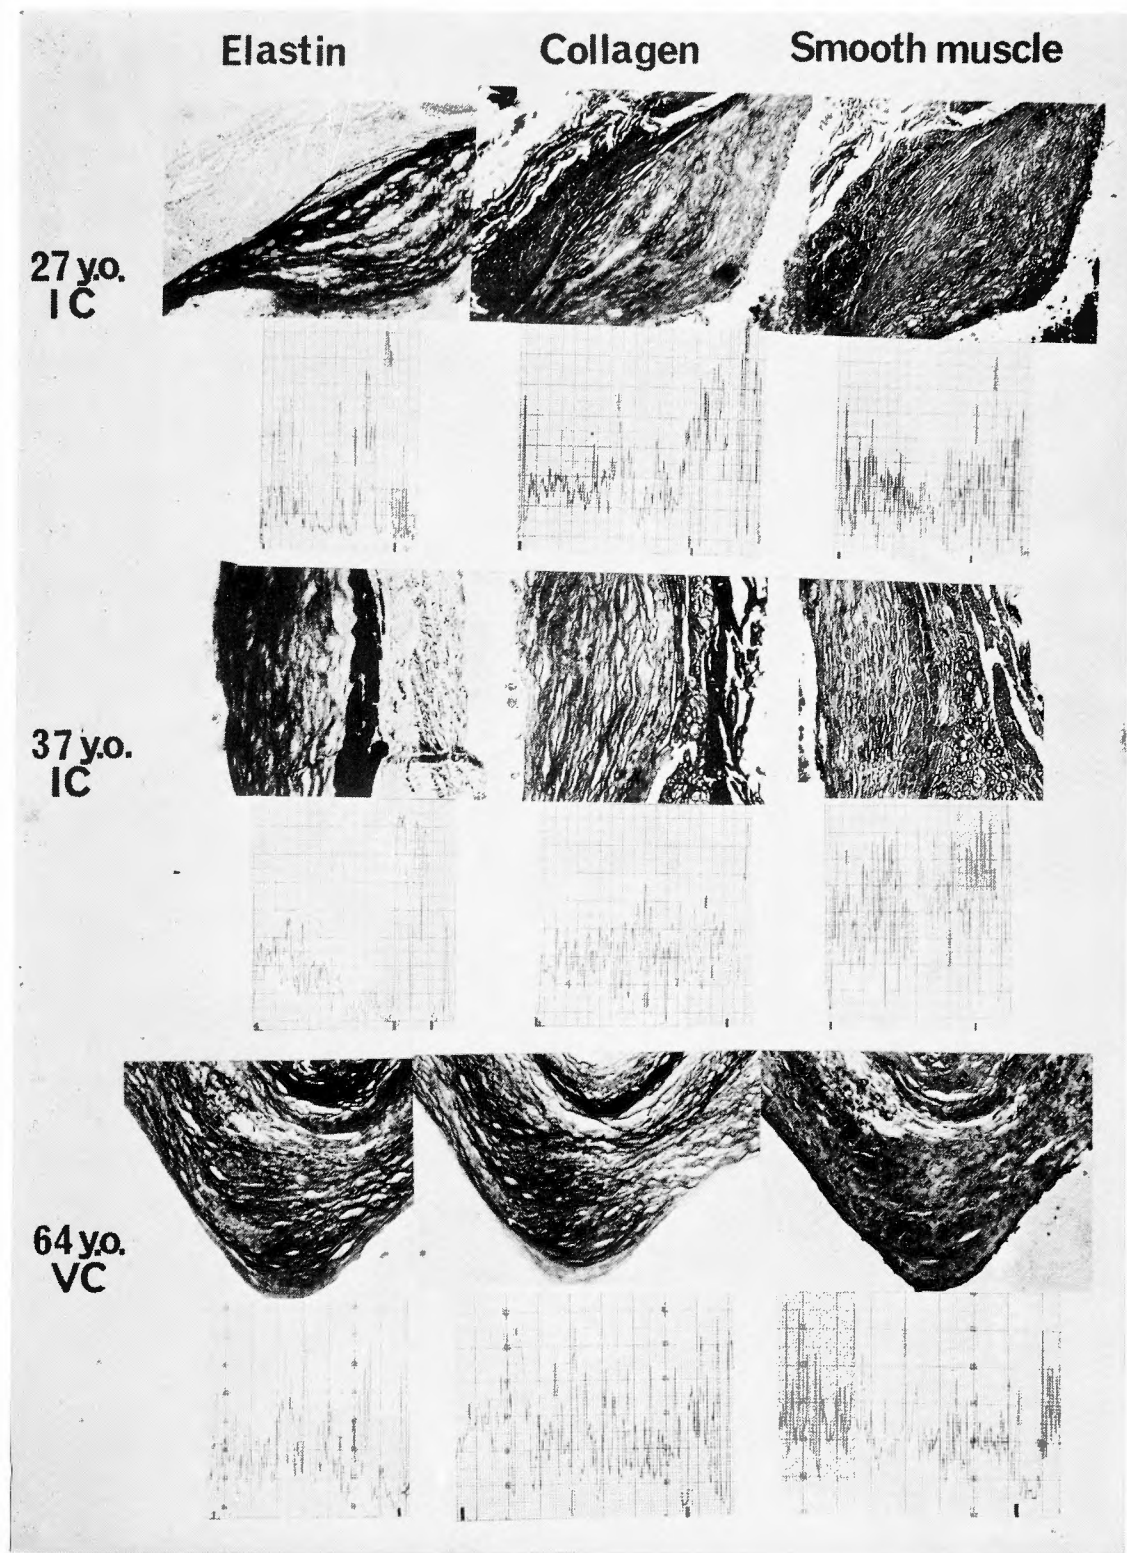 Elastin Collagen Smooth muscle
27 y.o.
IC
37 y.o.
IC
64 y.o.
VC